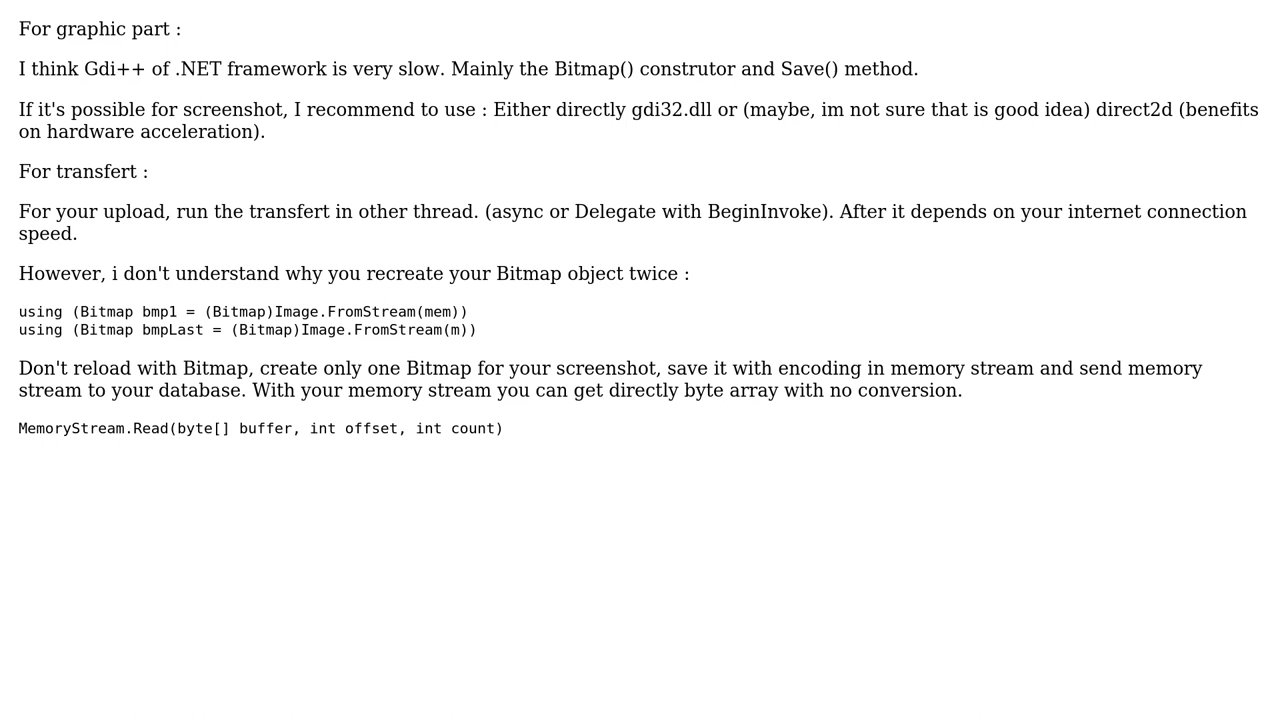 For graphic part :
I think Gdi++ of .NET framework is very slow. Mainly the Bitmap() construtor and Save() method.
If it's possible for screenshot, I recommend to use : Either directly gdi32.dll or (maybe, im not sure that is good idea) direct2d (benefits
on hardware acceleration).
For transfert :
For your upload, run the transfert in other thread. (async or Delegate with BeginInvoke). After it depends on your internet connection
speed.
However, i don't understand why you recreate your Bitmap object twice :
using (Bitmap bmp1 = (Bitmap)Image.FromStream(mem))
using (Bitmap bmpLast = (Bitmap)Image.FromStream(m))
Don't reload with Bitmap, create only one Bitmap for your screenshot, save it with encoding in memory stream and send memory
stream to your database. With your memory stream you can get directly byte array with no conversion.
MemoryStream.Read(byte[] buffer, int offset, int count)